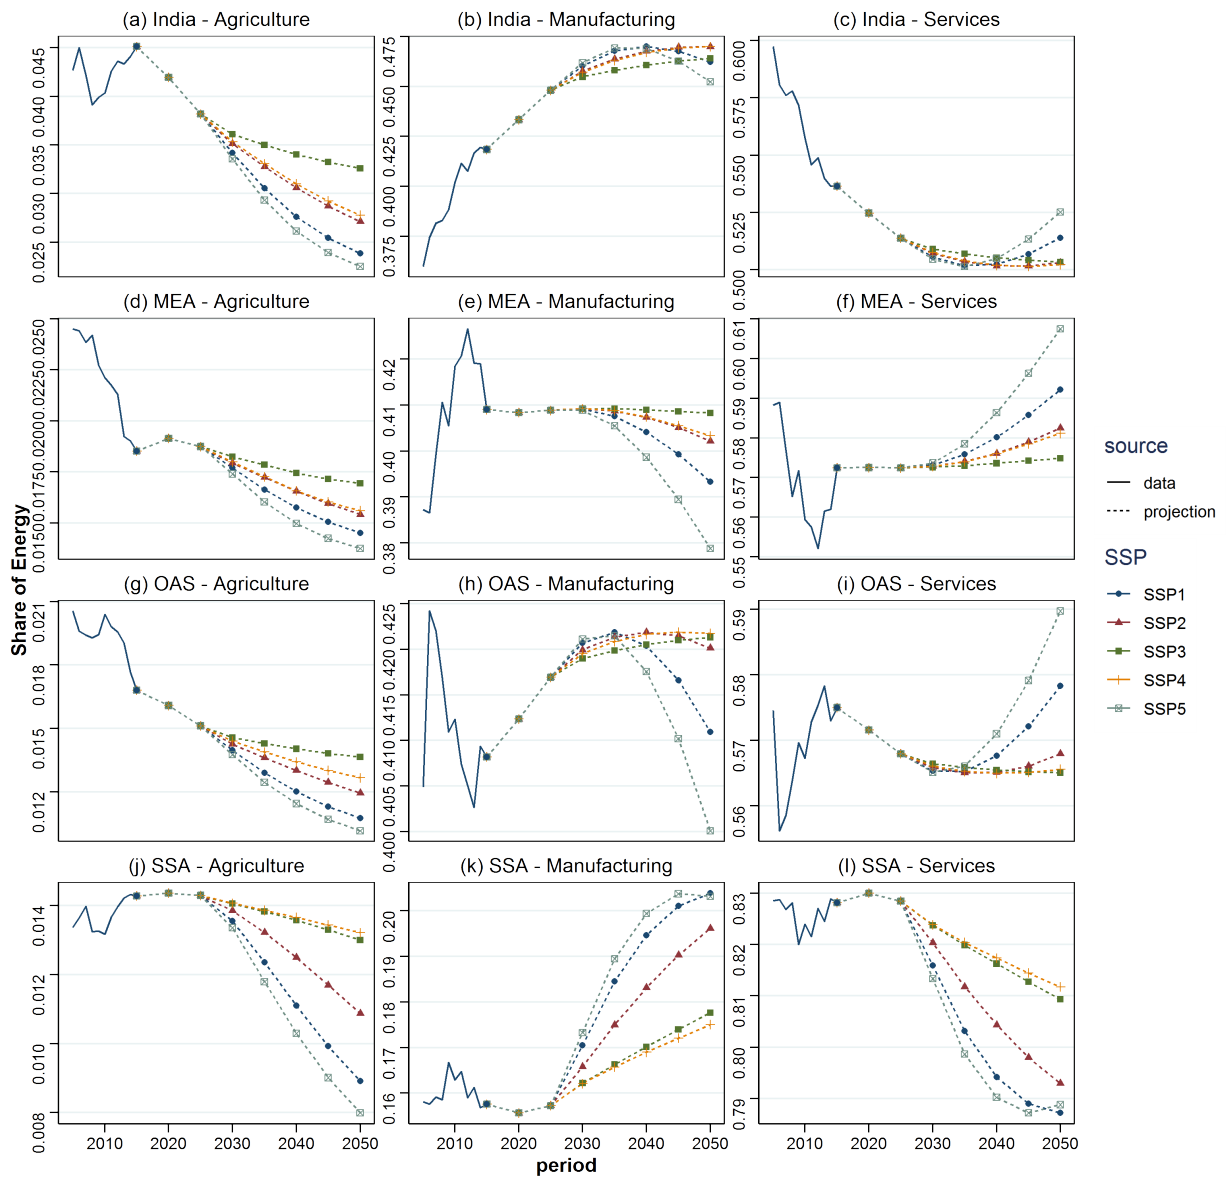 (a) India - Agriculture
(b) India - Manufacturing
(c) India - Services
0.045
0.040
0.035
0.030
0.025
0.475
0.450
0.425
0.400
0.375
0.600
0.575
0.550
0.525
0.500
(d) MEA - Agriculture
(e) MEA - Manufacturing
(f) MEA - Services
0.0250
0.0225
0.0200
0.0175
0.0150
0.42
0.41
0.40
0.39
0.38
0.61
0.60
0.59
0.58
0.57
0.56
0.55
(g) OAS - Agriculture
(h) OAS - Manufacturing
(i) OAS - Services
0.021
0.018
0.015
0.012
0.425
0.420
0.415
0.410
0.405
0.400
0.59
0.58
0.57
0.56
(j) SSA - Agriculture
(k) SSA - Manufacturing
(l) SSA - Services
0.014
0.012
0.010
0.008
0.20
0.19
0.18
0.17
0.16
0.83
0.82
0.81
0.80
0.79
2010 2020 2030 2040 2050
2010 2020 2030 2040 2050
2010 2020 2030 2040 2050
period
Share of Energy
source
data
projection
SSP
SSP1
SSP2
SSP3
SSP4
SSP5